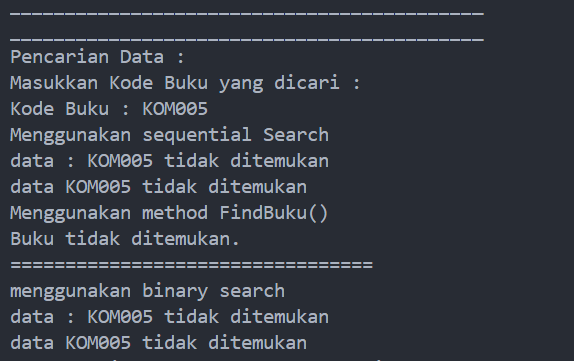 ___________________________________________
___________________________________________
Pencarian Data :
Masukkan Kode Buku yang dicari :
Kode Buku : KOM005
Menggunakan sequential Search
data : KOM005 tidak ditemukan
data KOM005 tidak ditemukan
Menggunakan method FindBuku()
Buku tidak ditemukan.
=================================
menggunakan binary search
data : KOM005 tidak ditemukan
data KOM005 tidak ditemukan